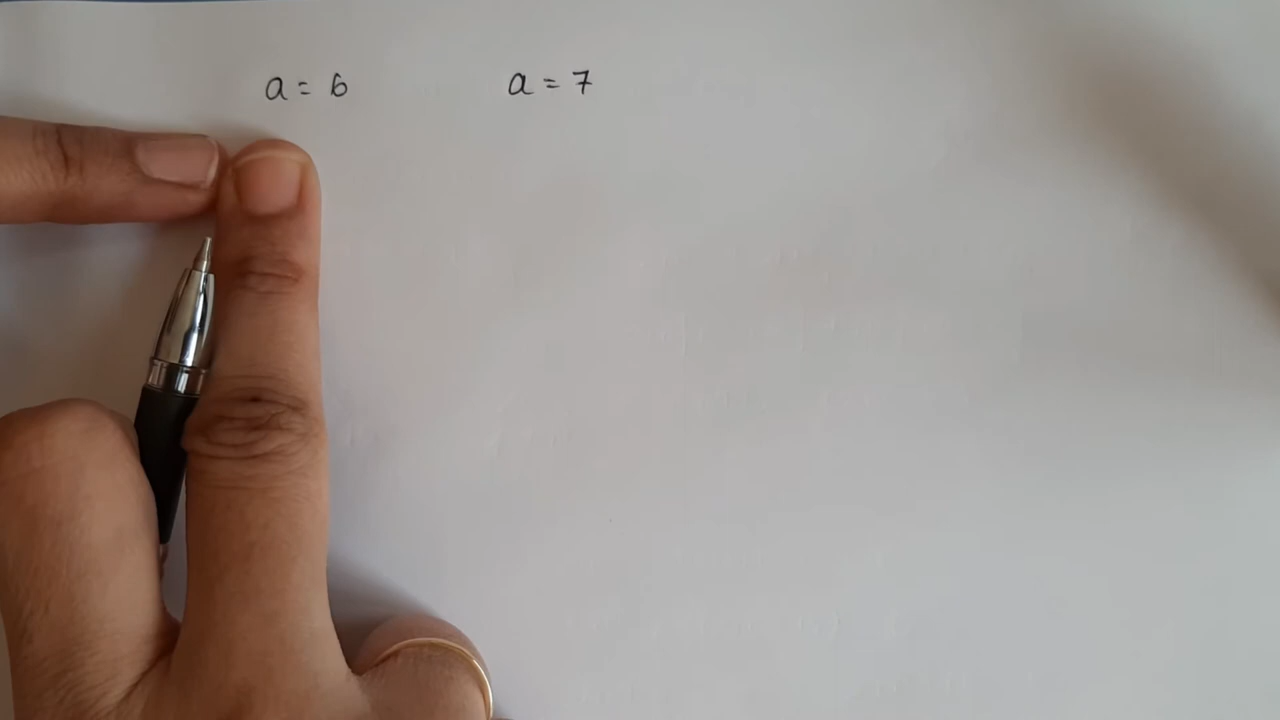 a = 6 a = 7